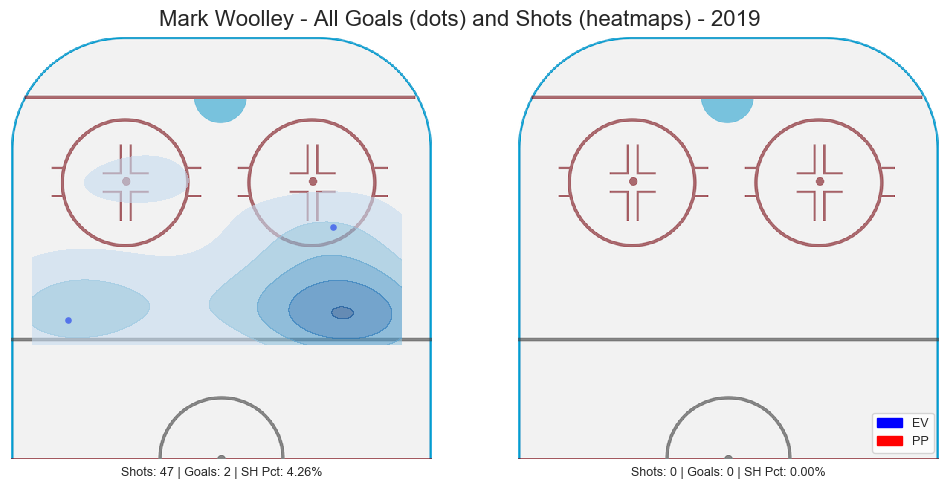 Mark Woolley - All Goals (dots) and Shots (heatmaps) - 2019
EV
PP
Shots: 47 | Goals: 2 | SH Pct: 4.26%
Shots: 0 | Goals: 0 | SH Pct: 0.00%